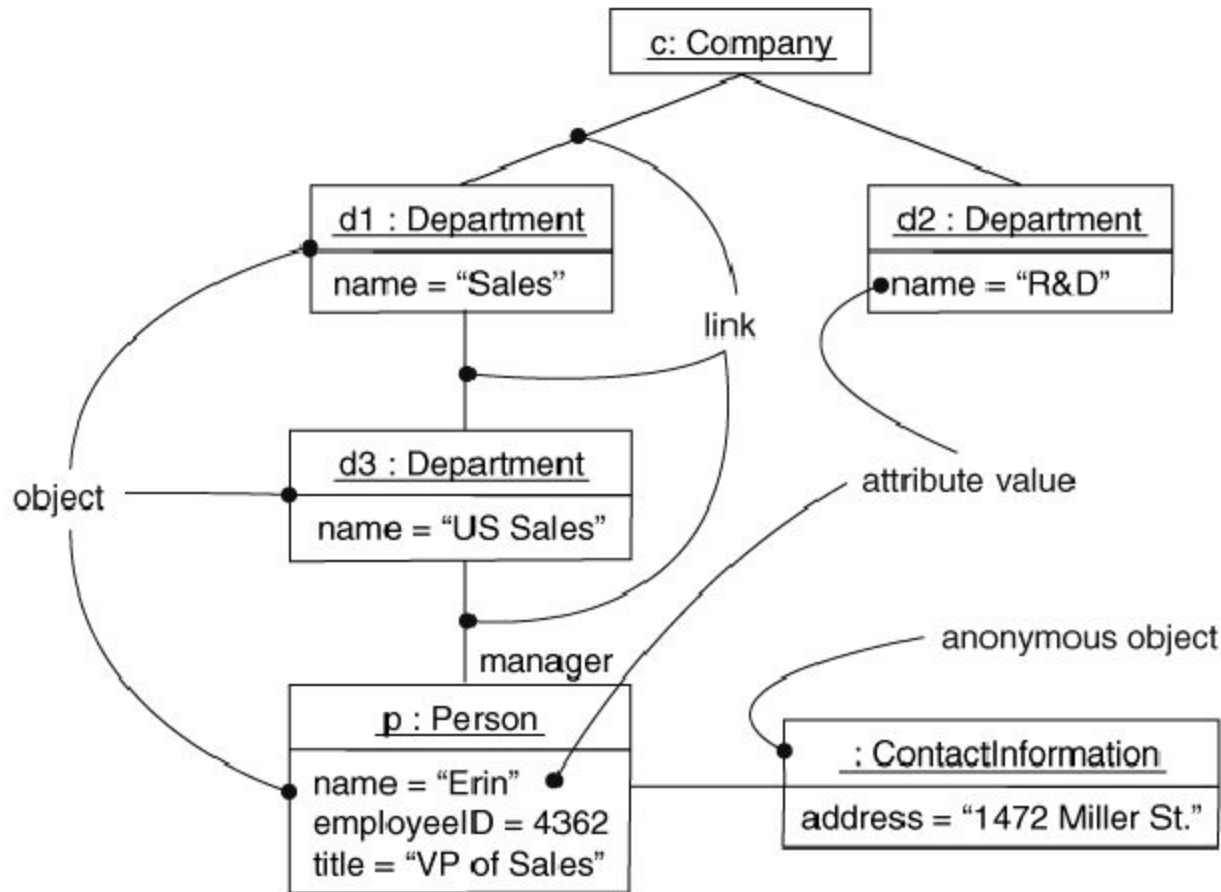 c: Company
d1 : Department
name = “Sales”
d2 : Department
name = “R&D”
link
d3 : Department
name = “US Sales”
object
attribute value
manager
anonymous object
p : Person
name = “Erin”
employeeID = 4362
title = “VP of Sales”
: ContactInformation
address = “1472 Miller St.”